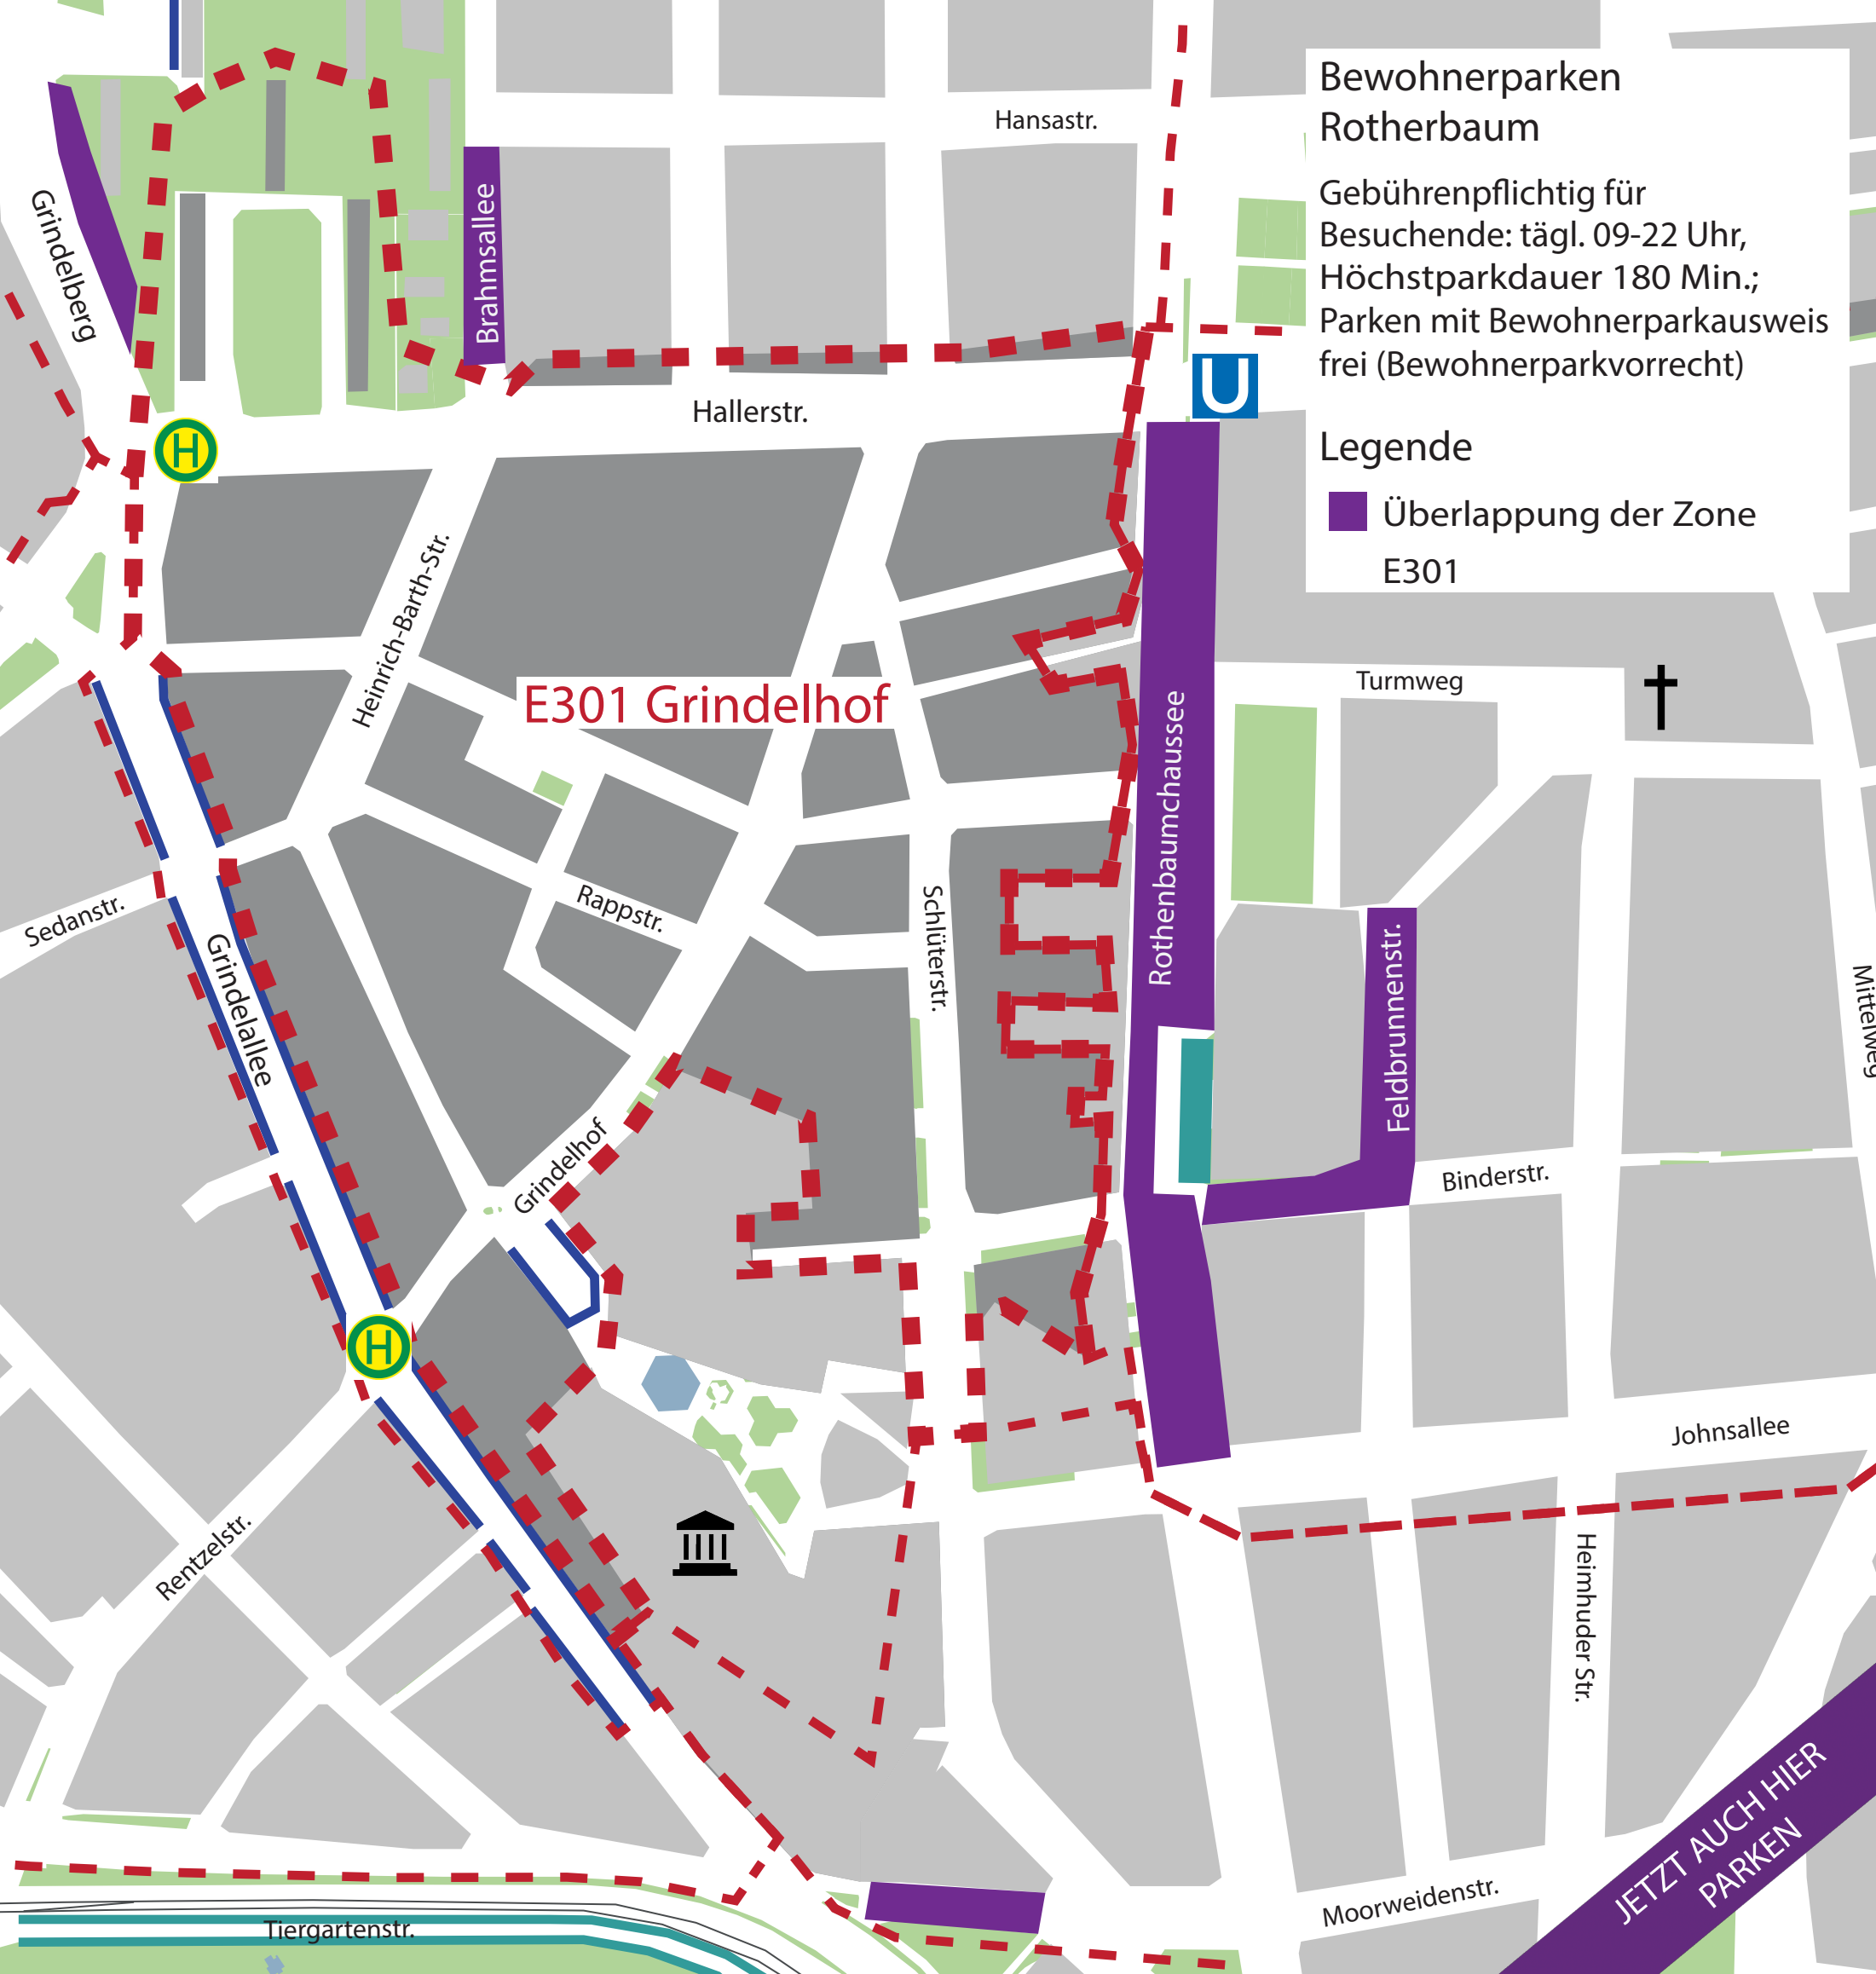 Bewohnerparken
Rotherbaum
Gebührenpflichtig für
Besuchende: tägl. 09-22 Uhr,
Höchstparkdauer 180 Min.;
Parken mit Bewohnerparkausweis
frei (Bewohnerparkvorrecht)
Legende
Überlappung der Zone
E301
Hansastr.
Grindelberg
Brahmsallee
Hallerstr.
U
H
Heinrich-Barth-Str.
E301 Grindelhof
Turmweg
Rothenbaumchaussee
Sedanstr.
Rappstr.
Schlüterstr.
Grindelallee
Feldbrunnenstr.
Mittelweg
Grindelhof
Binderstr.
H
Johnsallee
Rentzelstr.
Heimhuder Str.
Moorweidenstr.
Tiergartenstr.
JETZT AUCH HIER
PARKEN